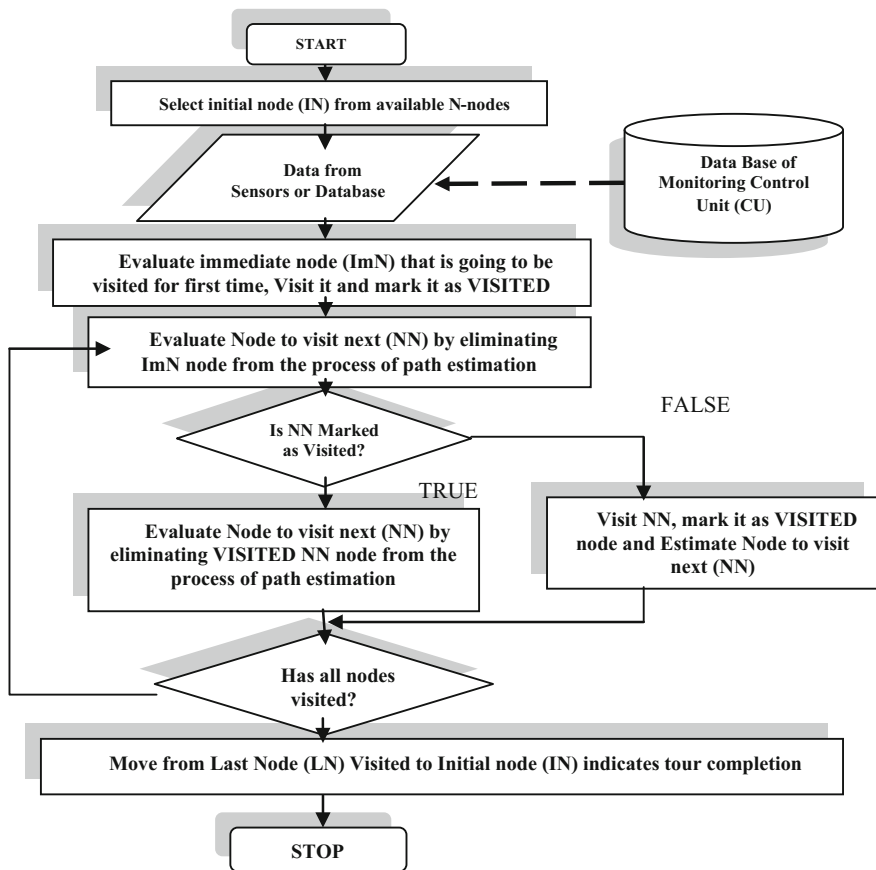 START
Select initial node (IN) from available N-nodes
Data from
Sensors or Database
Data Base of
Monitoring Control
Unit (CU)
Evaluate immediate node (ImN) that is going to be
visited for first time, Visit it and mark it as VISITED
Evaluate Node to visit next (NN) by eliminating
ImN node from the process of path estimation
FALSE
Is NN Marked
as Visited?
TRUE
Evaluate Node to visit next (NN) by
eliminating VISITED NN node from the
process of path estimation
Visit NN, mark it as VISITED
node and Estimate Node to visit
next (NN)
Has all nodes
visited?
Move from Last Node (LN) Visited to Initial node (IN) indicates tour completion
STOP